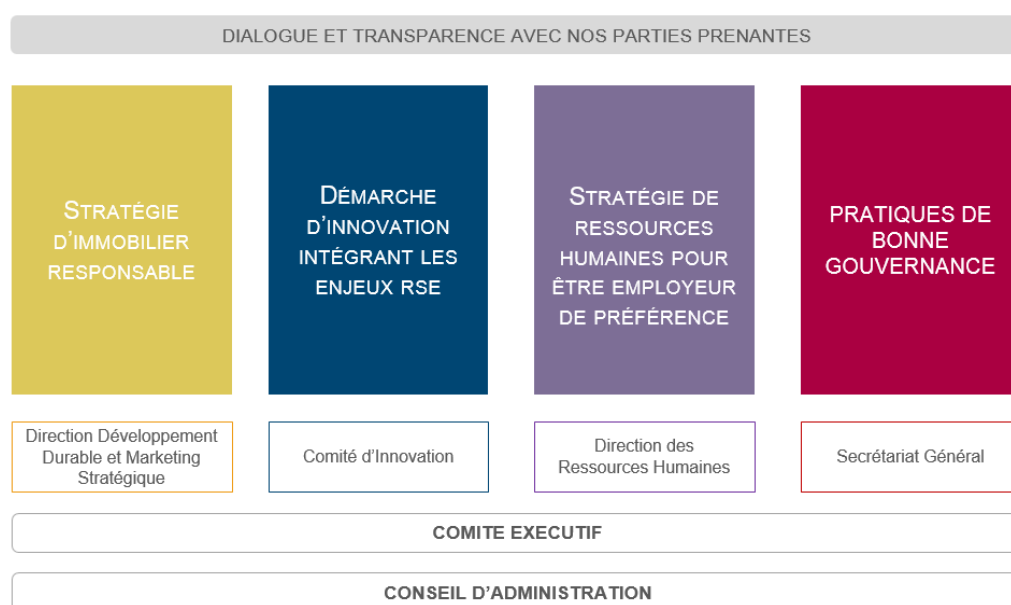 DIALOGUE ET TRANSPARENCE AVEC NOS PARTIES PRENANTES
STRATÉGIE
D’IMMOBILIER
RESPONSABLE
DÉMARCHE
D’INNOVATION
INTÉGRANT LES
ENJEUX RSE
STRATÉGIE DE
RESSOURCES
HUMAINES POUR
ÊTRE EMPLOYEUR
DE PRÉFÉRENCE
PRATIQUES DE
BONNE
GOUVERNANCE
Direction Développement
Durable et Marketing
Stratégique
Comité d’Innovation
Direction des
Ressources Humaines
Secrétariat Général
COMITE EXECUTIF
CONSEIL D’ADMINISTRATION